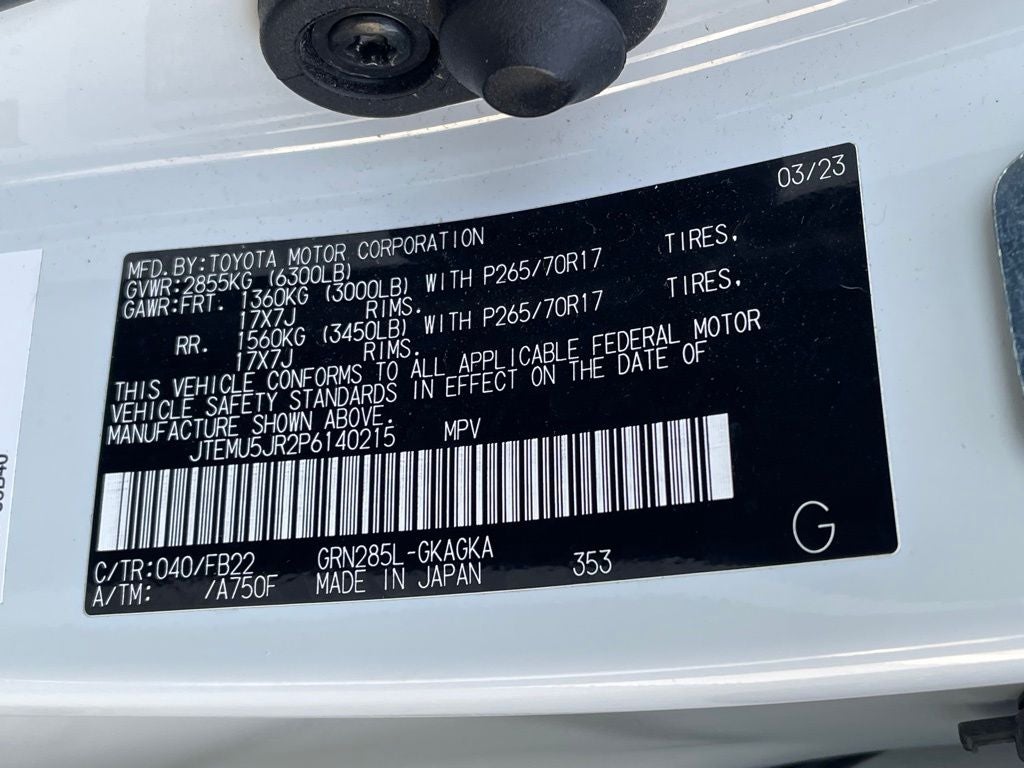 03/23
MFD.BY:TOYOTA MOTOR CORPORATION
GVWR:2855KG (6300LB)
GAWR:FRT. 1360KG (3000LB) WITH P265/70R17 TIRES,
17X7J RIMS.
RR. 1560KG (3450LB) WITH P265/70R17 TIRES,
17X7J RIMS.
THIS VEHICLE CONFORMS TO ALL APPLICABLE FEDERAL MOTOR
VEHICLE SAFETY STANDARDS IN EFFECT ON THE DATE OF
MANUFACTURE SHOWN ABOVE.
JTEMU5JR2P6140215 MPV
C/TR:040/FB22 GRN285L-GKAGKA 353 G
A/TM: /A750F MADE IN JAPAN